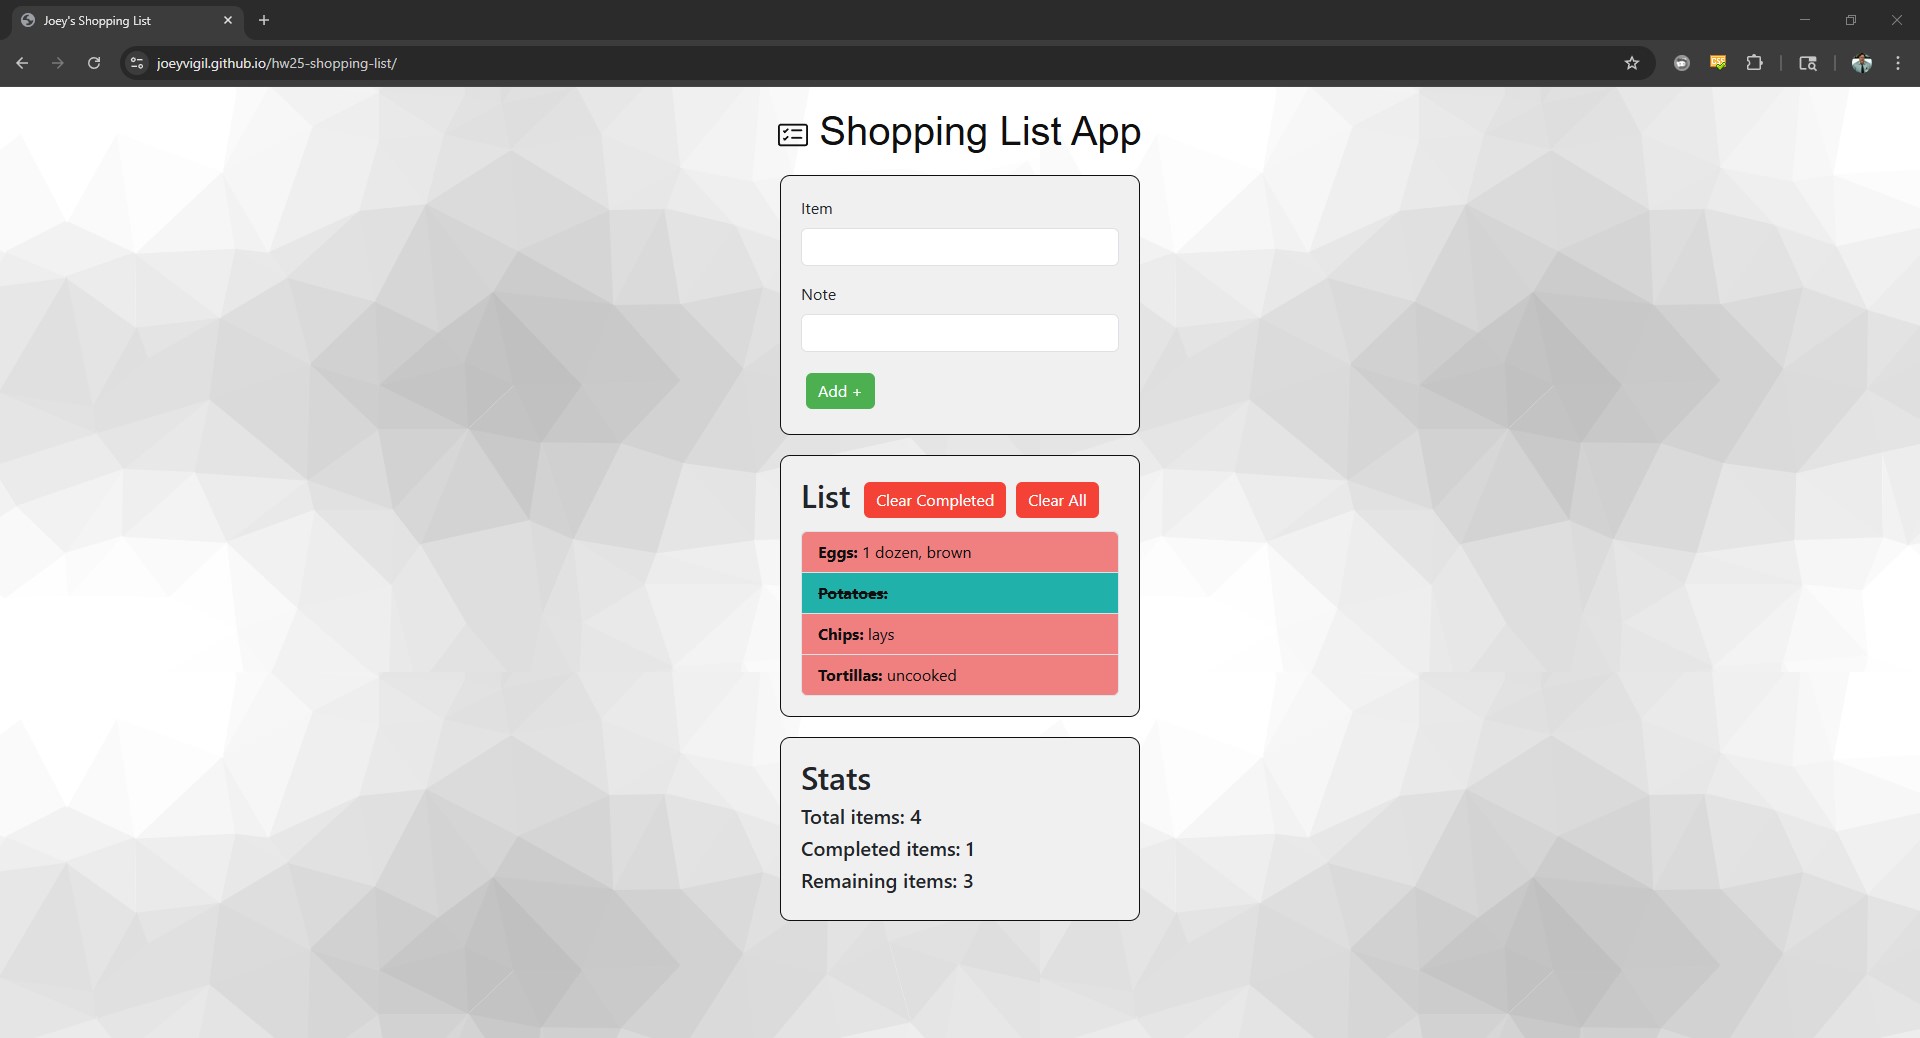 Joey's Shopping List
joeyvigil.github.io/hw25-shopping-list/
Shopping List App
Item
Note
Add +
List Clear Completed Clear All
Eggs: 1 dozen, brown
Potatoes:
Chips: lays
Tortillas: uncooked
Stats
Total items: 4
Completed items: 1
Remaining items: 3